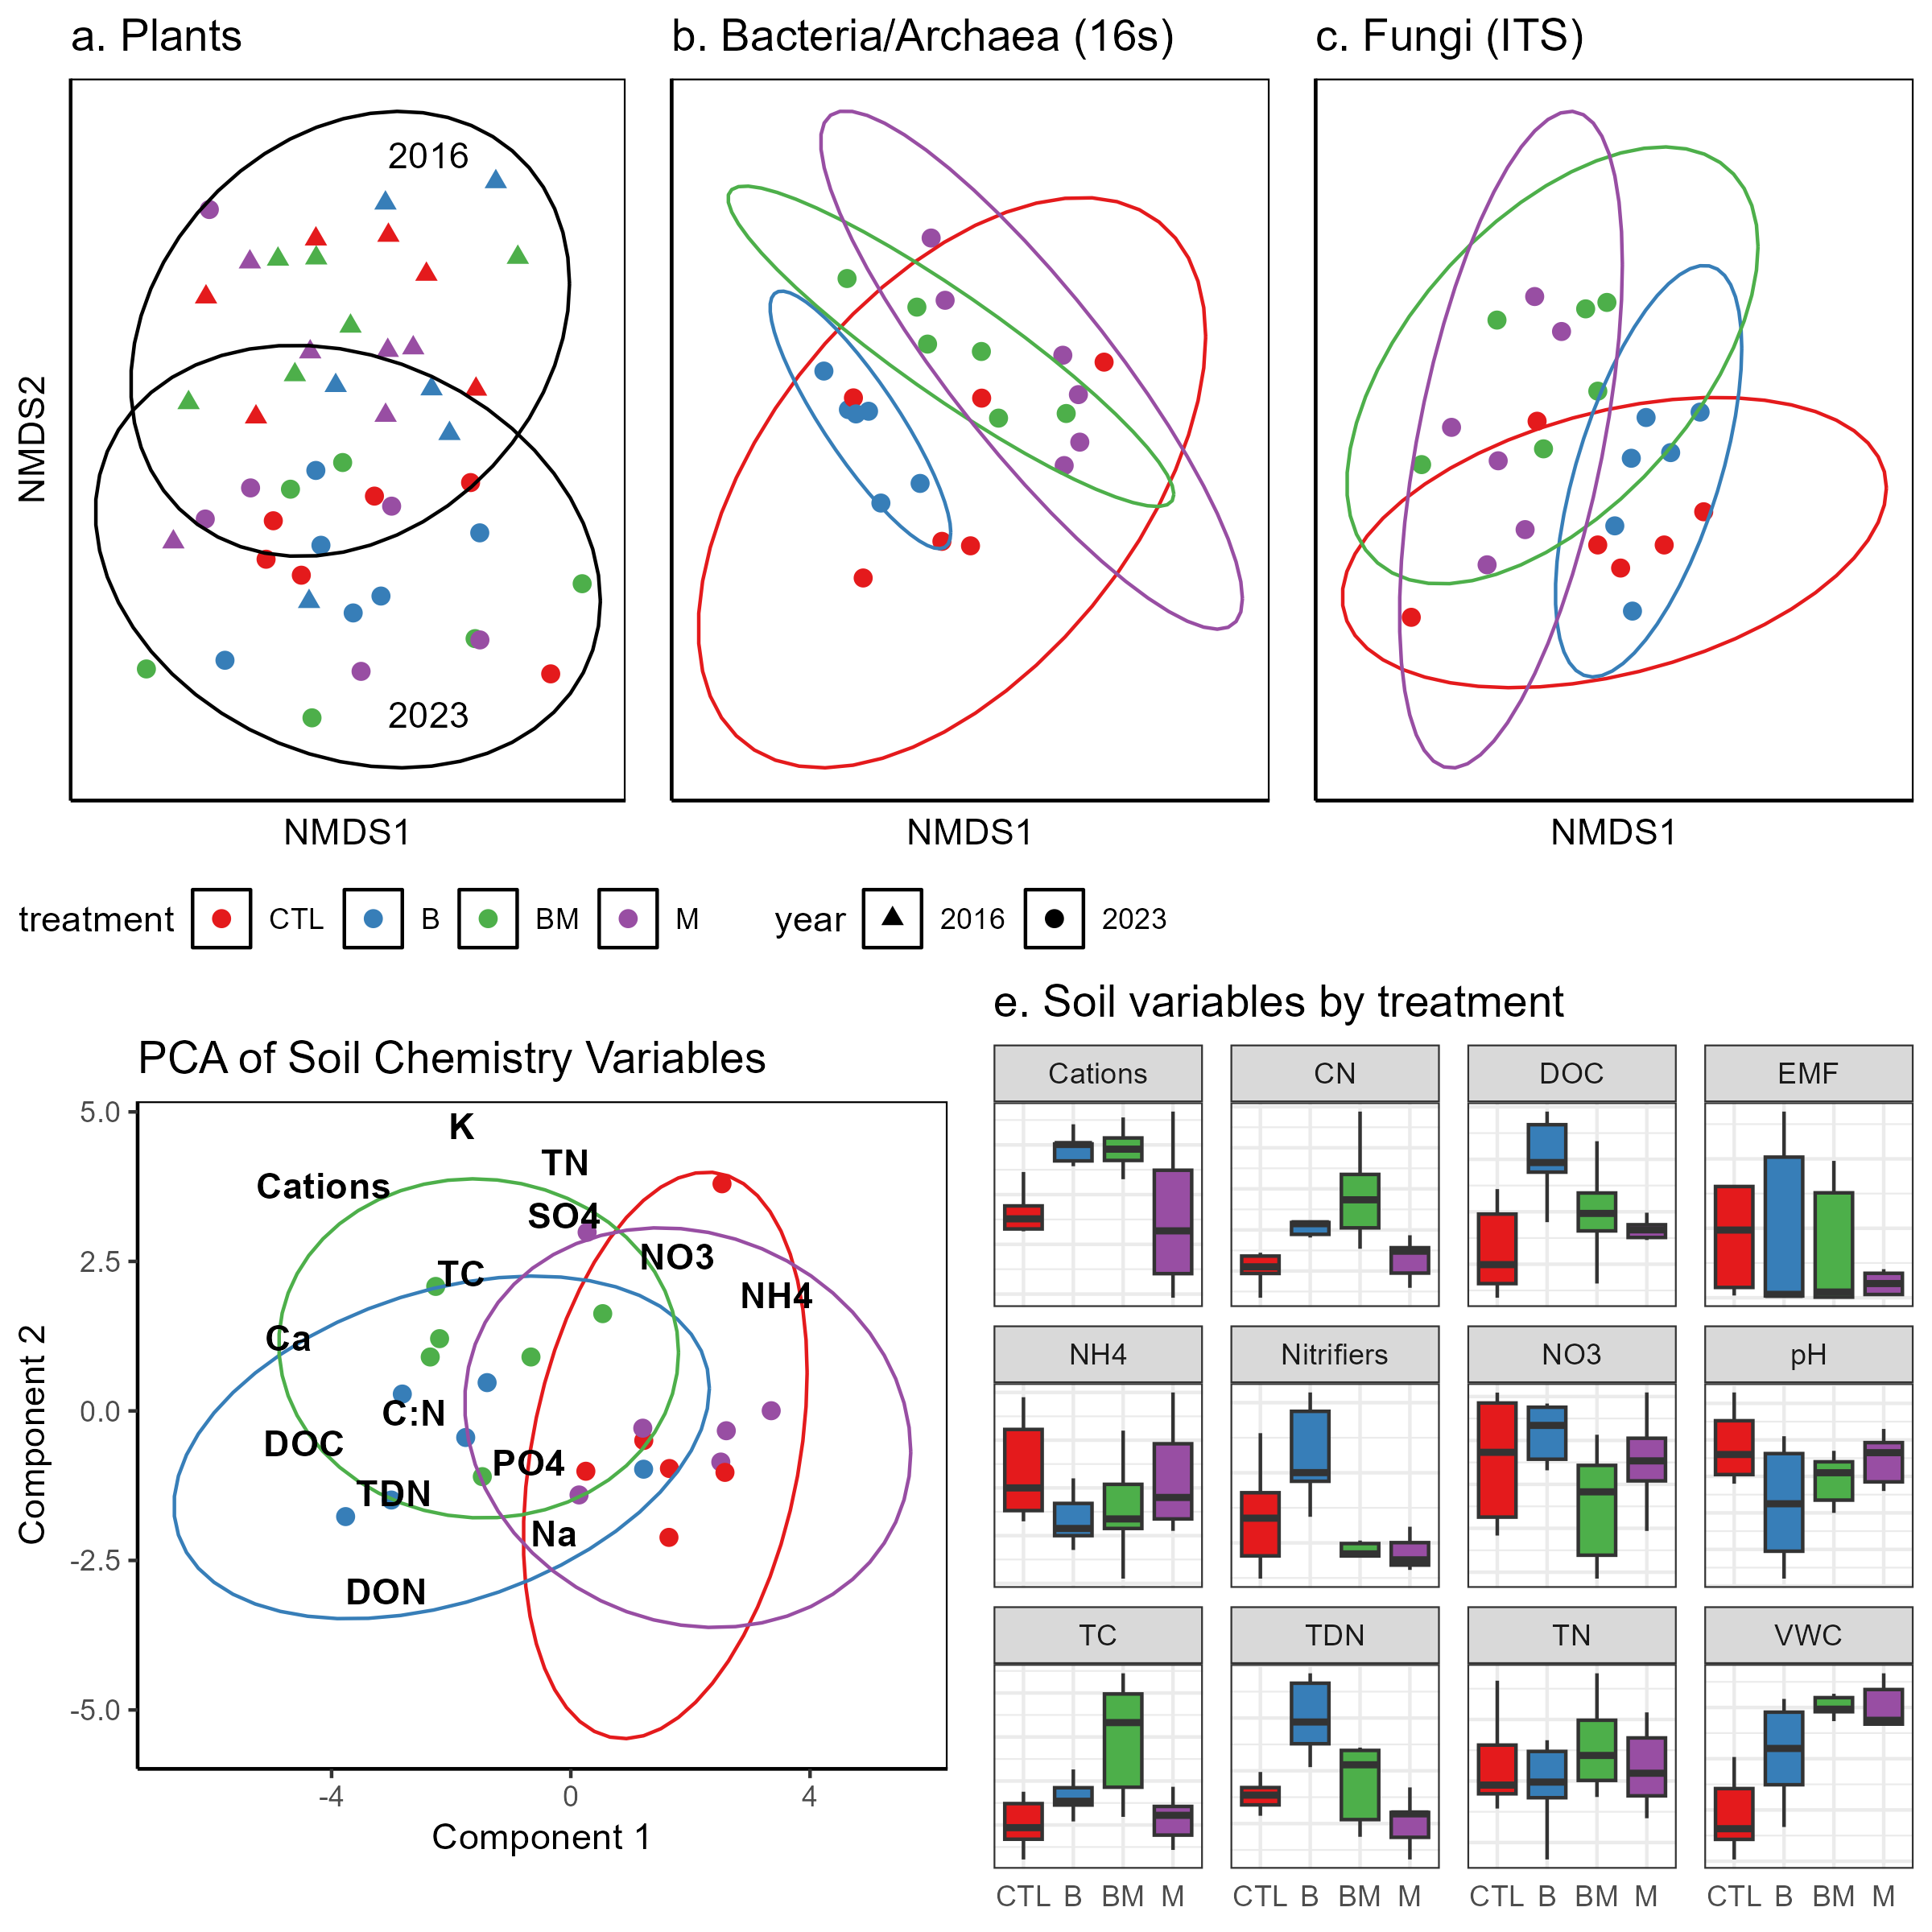 a. Plants
b. Bacteria/Archaea (16s)
c. Fungi (ITS)
2016
2023
NMDS2
NMDS1
NMDS1
NMDS1
treatment CTL B BM M year 2016 2023
PCA of Soil Chemistry Variables
5.0
2.5
0.0
-2.5
-5.0
Component 2
K
TN
Cations
SO4
NO3
TC
NH4
Ca
C:N
DOC
PO4
TDN
Na
DON
-4 0 4
Component 1
e. Soil variables by treatment
Cations CN DOC EMF
NH4 Nitrifiers NO3 pH
TC TDN TN VWC
CTL B BM M CTL B BM M CTL B BM M CTL B BM M